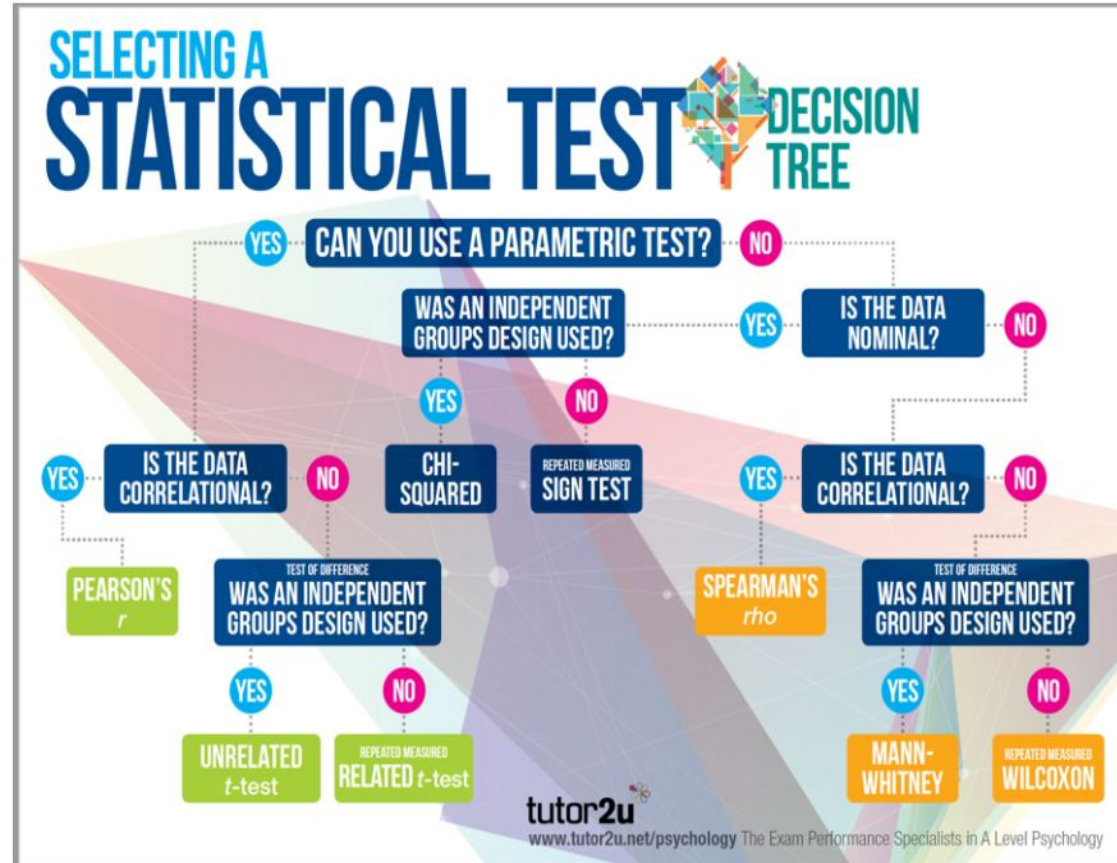 SELECTING A
STATISTICAL TEST
DECISION
TREE
YES
CAN YOU USE A PARAMETRIC TEST?
NO
WAS AN INDEPENDENT
GROUPS DESIGN USED?
YES
IS THE DATA
NOMINAL?
NO
YES
NO
YES
IS THE DATA
CORRELATIONAL?
NO
CHI-
SQUARED
REPEATED MEASURED
SIGN TEST
YES
IS THE DATA
CORRELATIONAL?
NO
PEARSON'S
r
TEST OF DIFFERENCE
WAS AN INDEPENDENT
GROUPS DESIGN USED?
SPEARMAN'S
rho
TEST OF DIFFERENCE
WAS AN INDEPENDENT
GROUPS DESIGN USED?
YES
NO
YES
NO
UNRELATED
t-test
REPEATED MEASURED
RELATED t-test
MANN-
WHITNEY
REPEATED MEASURED
WILCOXON
tutor2u
www.tutor2u.net/psychology The Exam Performance Specialists in A Level Psychology